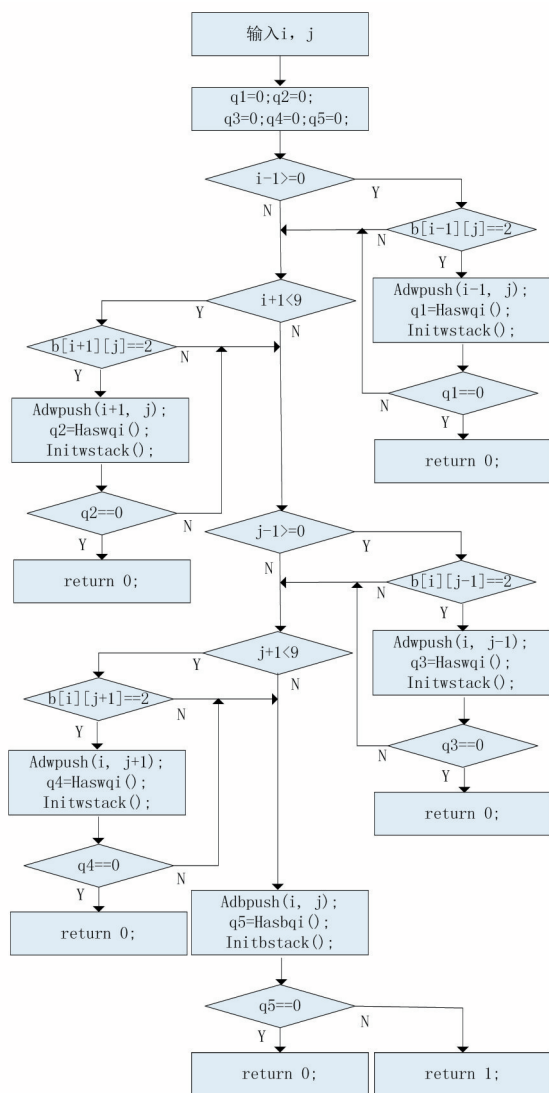 输入i, j
q1=0;q2=0;
q3=0;q4=0;q5=0;
i-1>=0
Y
N
b[i-1][j]==2
N
Y
Adwpush(i-1, j);
q1=Haswqi();
Initwstack();
q1==0
N
Y
return 0;
i+1<9
Y
N
b[i+1][j]==2
N
Y
Adwpush(i+1, j);
q2=Haswqi();
Initwstack();
q2==0
N
Y
return 0;
j-1>=0
Y
N
b[i][j-1]==2
N
Y
Adwpush(i, j-1);
q3=Haswqi();
Initwstack();
q3==0
N
Y
return 0;
j+1<9
Y
N
b[i][j+1]==2
N
Y
Adwpush(i, j+1);
q4=Haswqi();
Initwstack();
q4==0
N
Y
return 0;
Adbpush(i, j);
q5=Hasbqi();
Initbstack();
q5==0
Y
N
return 0;
return 1;